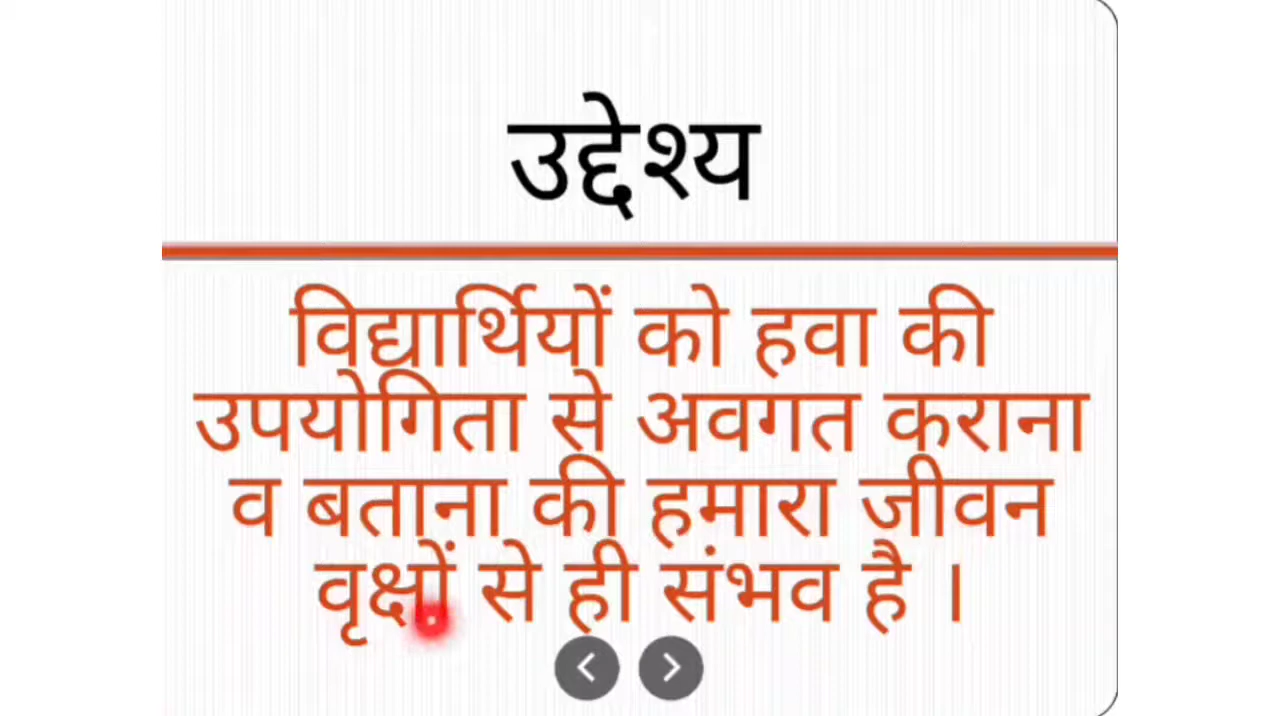 उद्देश्य
विद्यार्थियों को हवा की
उपयोगिता से अवगत कराना
व बताना की हमारा जीवन
वृक्षों से ही संभव है ।